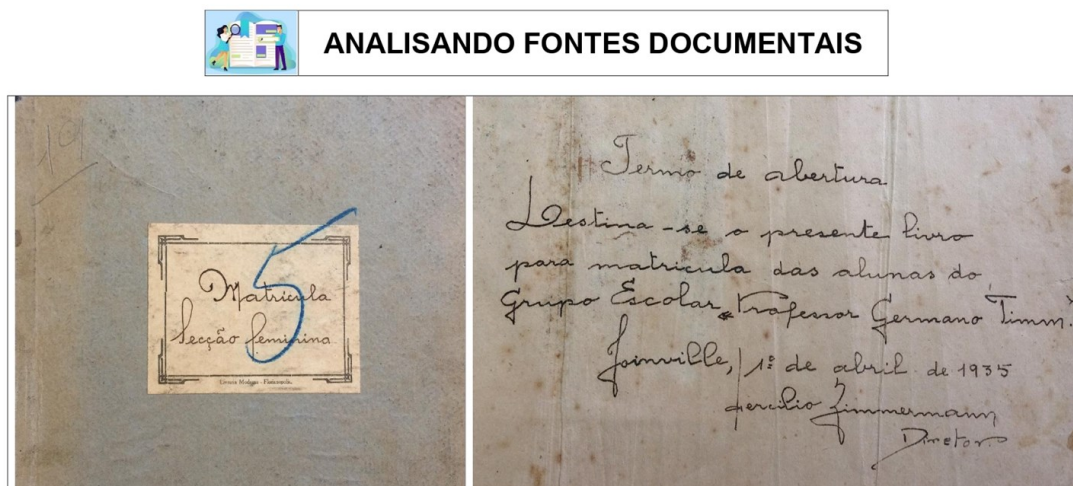 ANALISANDO FONTES DOCUMENTAIS
19
Matricula
Secção feminina
5
Termo de abertura
Destina-se o presente livro
para matricula das alunas do
Grupo Escolar "Professor Germano Timm."
Joinville, 1º de abril de 1935
Zimmermann
Diretor